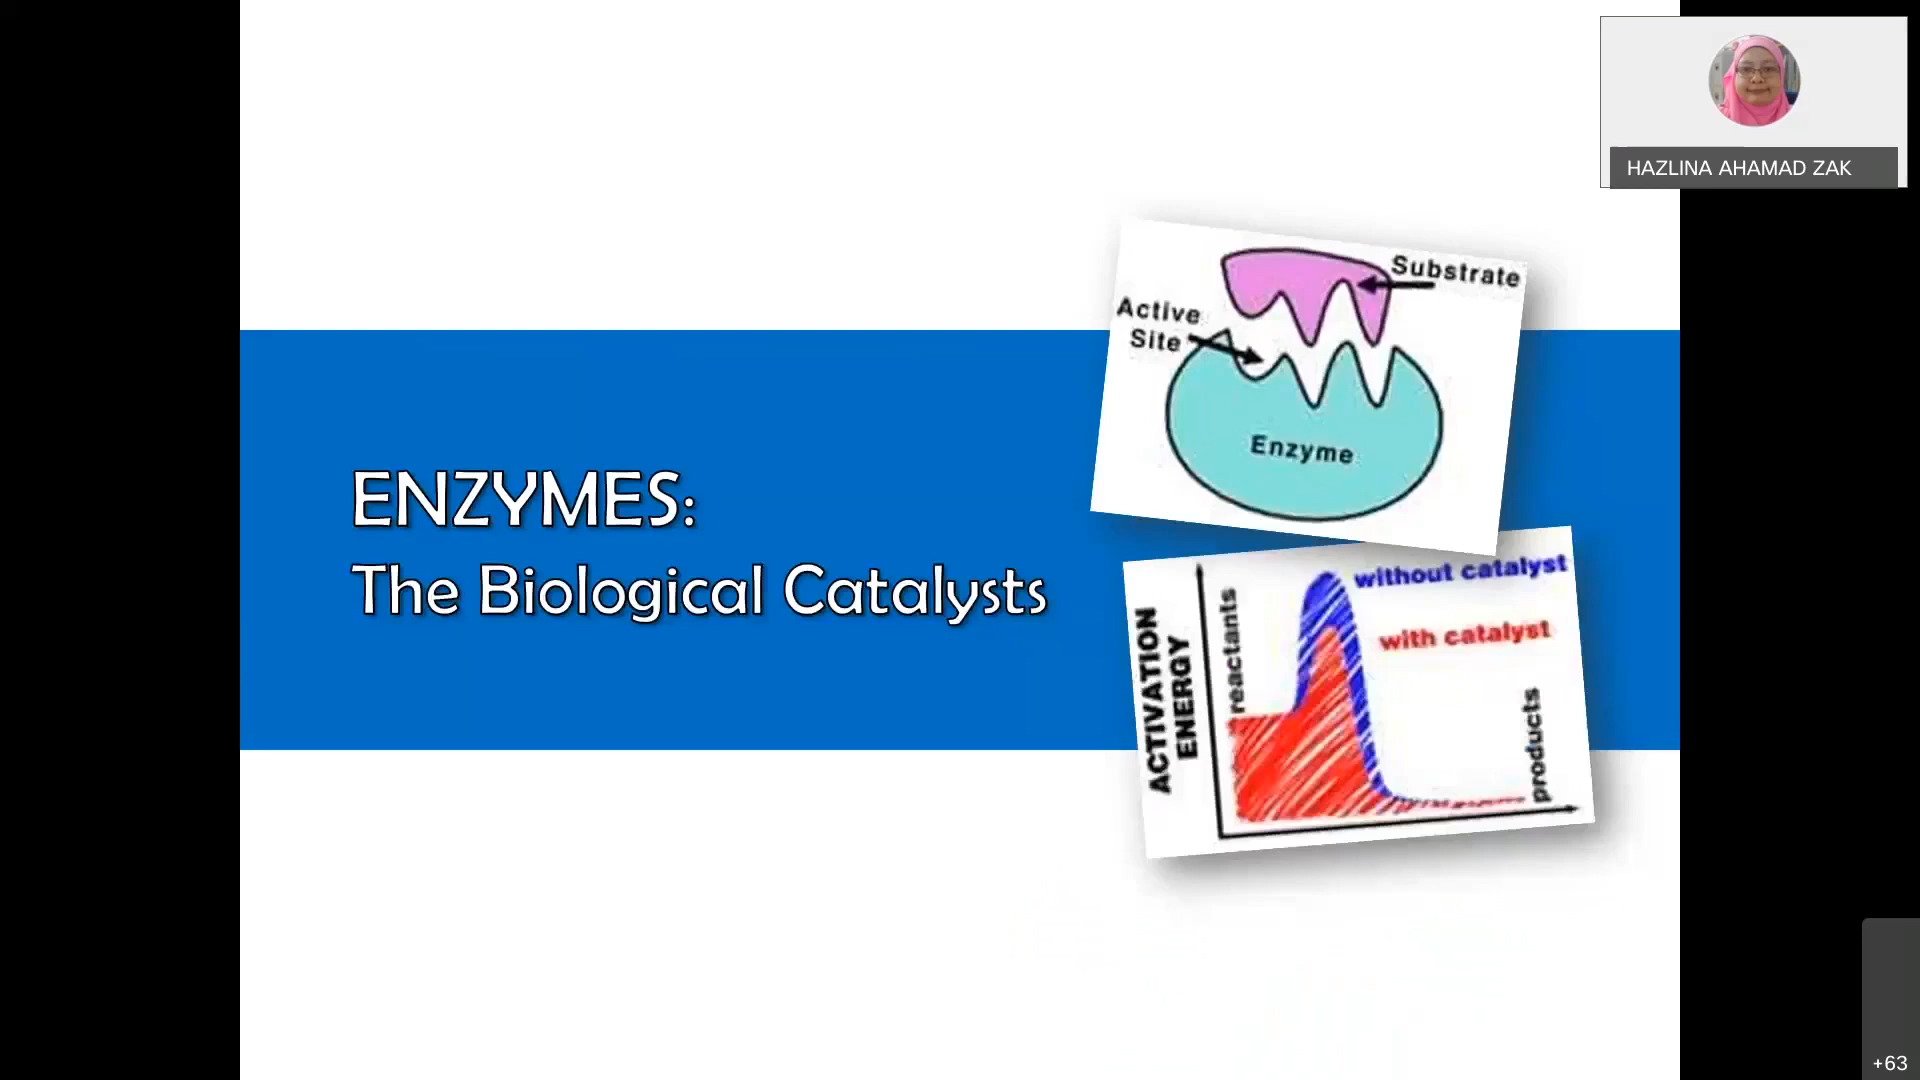 HAZLINA AHAMAD ZAK
Substrate
Active
Site
Enzyme
ENZYMES:
The Biological Catalysts
without catalyst
with catalyst
ACTIVATION
ENERGY
reactants
products
+63